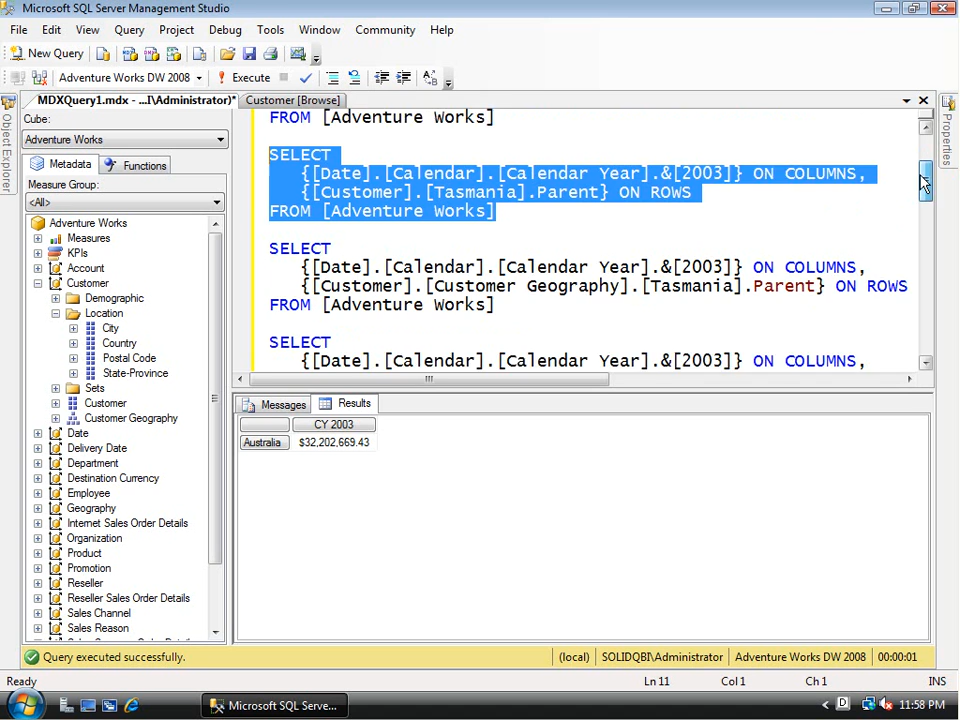 Microsoft SQL Server Management Studio
File Edit View Query Project Debug Tools Window Community Help
New Query
Adventure Works DW 2008 Execute
Object Explorer
MDXQuery1.mdx - ...I\Administrator)* Customer [Browse]
Properties
Cube:
Adventure Works
Metadata Functions
Measure Group:
<All>
Adventure Works
Measures
KPIs
Account
Customer
Demographic
Location
City
Country
Postal Code
State-Province
Sets
Customer
Customer Geography
Date
Delivery Date
Department
Destination Currency
Employee
Geography
Internet Sales Order Details
Organization
Product
Promotion
Reseller
Reseller Sales Order Details
Sales Channel
Sales Reason
FROM [Adventure Works]
SELECT
{[Date].[Calendar].[Calendar Year].&[2003]} ON COLUMNS,
{[Customer].[Tasmania].Parent} ON ROWS
FROM [Adventure Works]
SELECT
{[Date].[Calendar].[Calendar Year].&[2003]} ON COLUMNS,
{[Customer].[Customer Geography].[Tasmania].Parent} ON ROWS
FROM [Adventure Works]
SELECT
{[Date].[Calendar].[Calendar Year].&[2003]} ON COLUMNS,
Messages Results
CY 2003
Australia $32,202,669.43
Query executed successfully. (local) SOLIDQBI\Administrator Adventure Works DW 2008 00:00:01
Ready Ln 11 Col 1 Ch 1 INS
Microsoft SQL Serve... D 11:58 PM